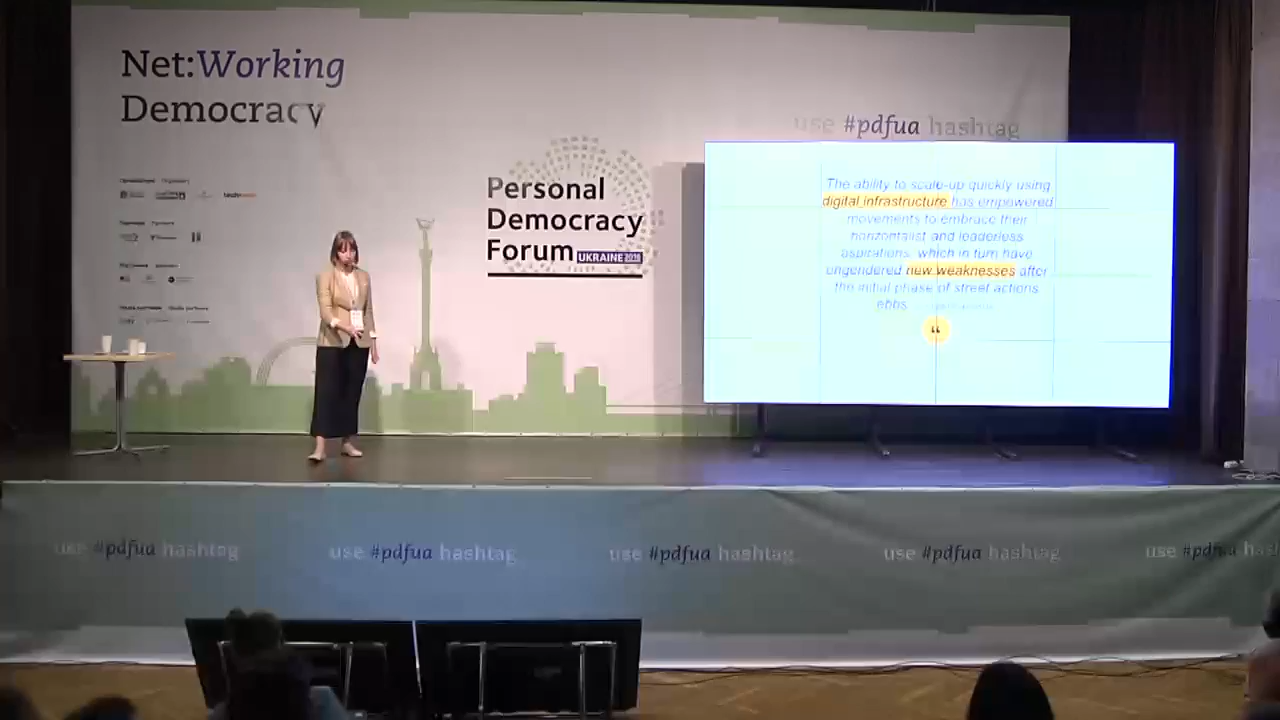 Net:Working
Democracy
use #pdfua hashtag
Personal
Democracy
Forum UKRAINE 2016
The ability to scale-up quickly using
digital infrastructure has empowered
movements to embrace their
horizontalist and leaderless
aspirations, which in turn have
engendered new weaknesses after
the initial phase of street actions
ebbs
“
use #pdfua hashtag
use #pdfua hashtag
use #pdfua hashtag
use #pdfua hashtag
use #pdfua hash